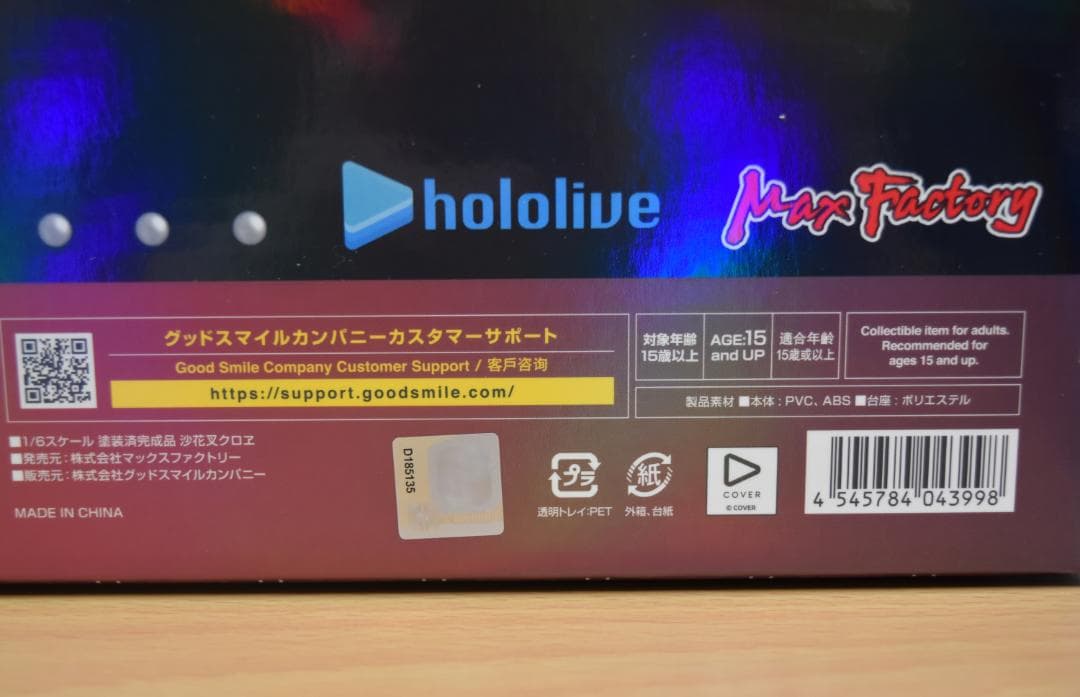 hololive
Max Factory
グッドスマイルカンパニーカスタマーサポート
Good Smile Company Customer Support / 客戶咨询
https://support.goodsmile.com/
対象年齢
15歳以上
AGE:15
and UP
適合年齡
15歲或以上
Collectible item for adults.
Recommended for
ages 15 and up.
製品素材 ■本体：PVC、ABS ■台座：ポリエステル
■1/6スケール 塗装済完成品 沙花叉クロヱ
■発売元：株式会社マックスファクトリー
■販売元：株式会社グッドスマイルカンパニー
MADE IN CHINA
D185135
プラ
透明トレイ:PET
紙
外箱、台紙
COVER
© COVER
4 545784 043998